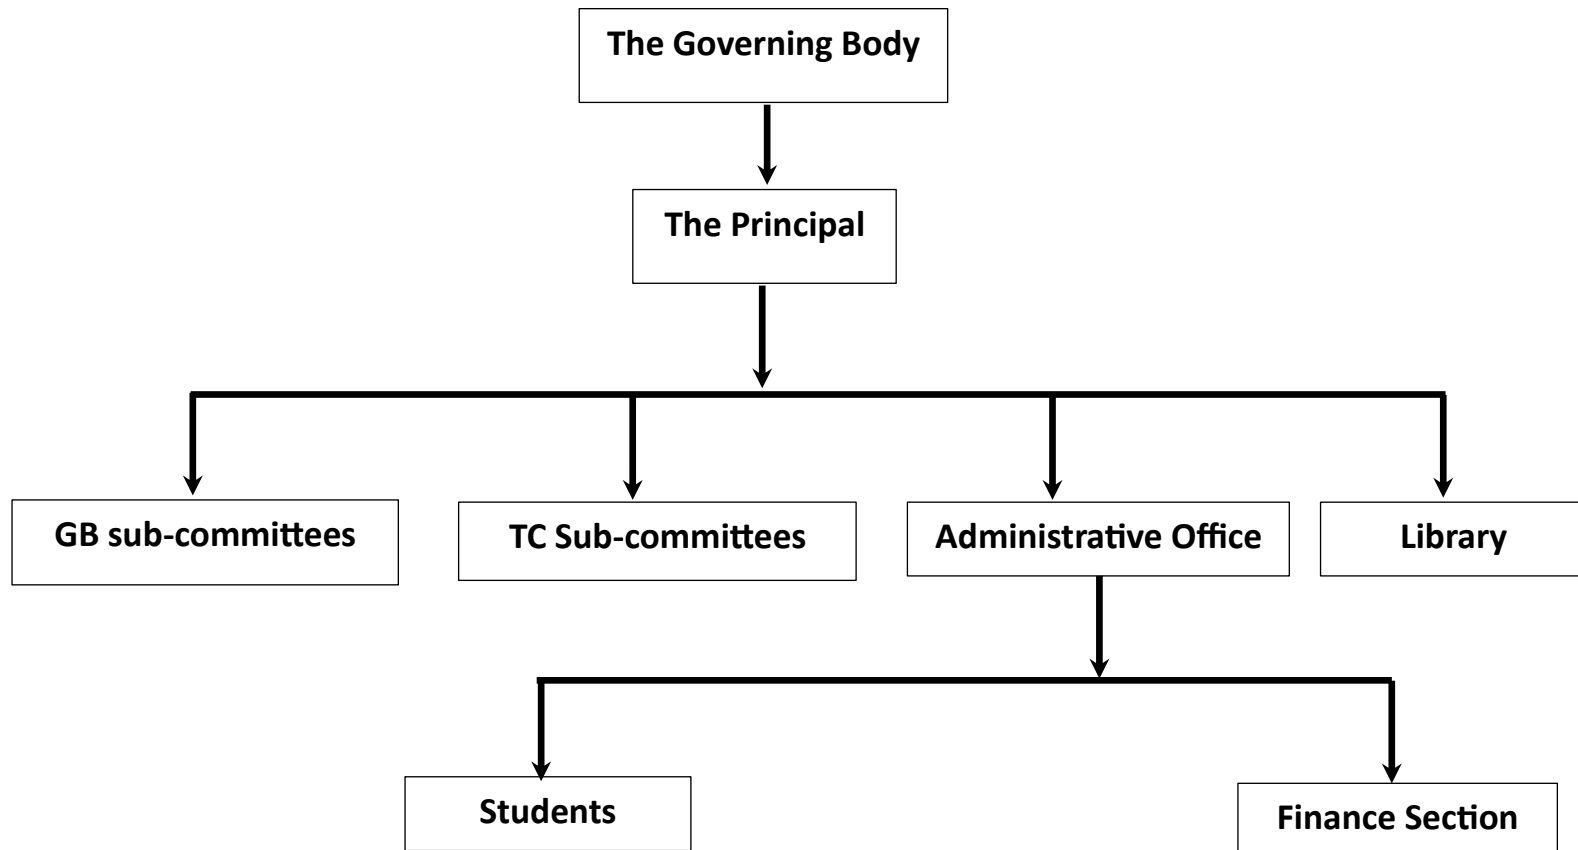 The Governing Body
The Principal
GB sub-committees
TC Sub-committees
Administrative Office
Library
Students
Finance Section